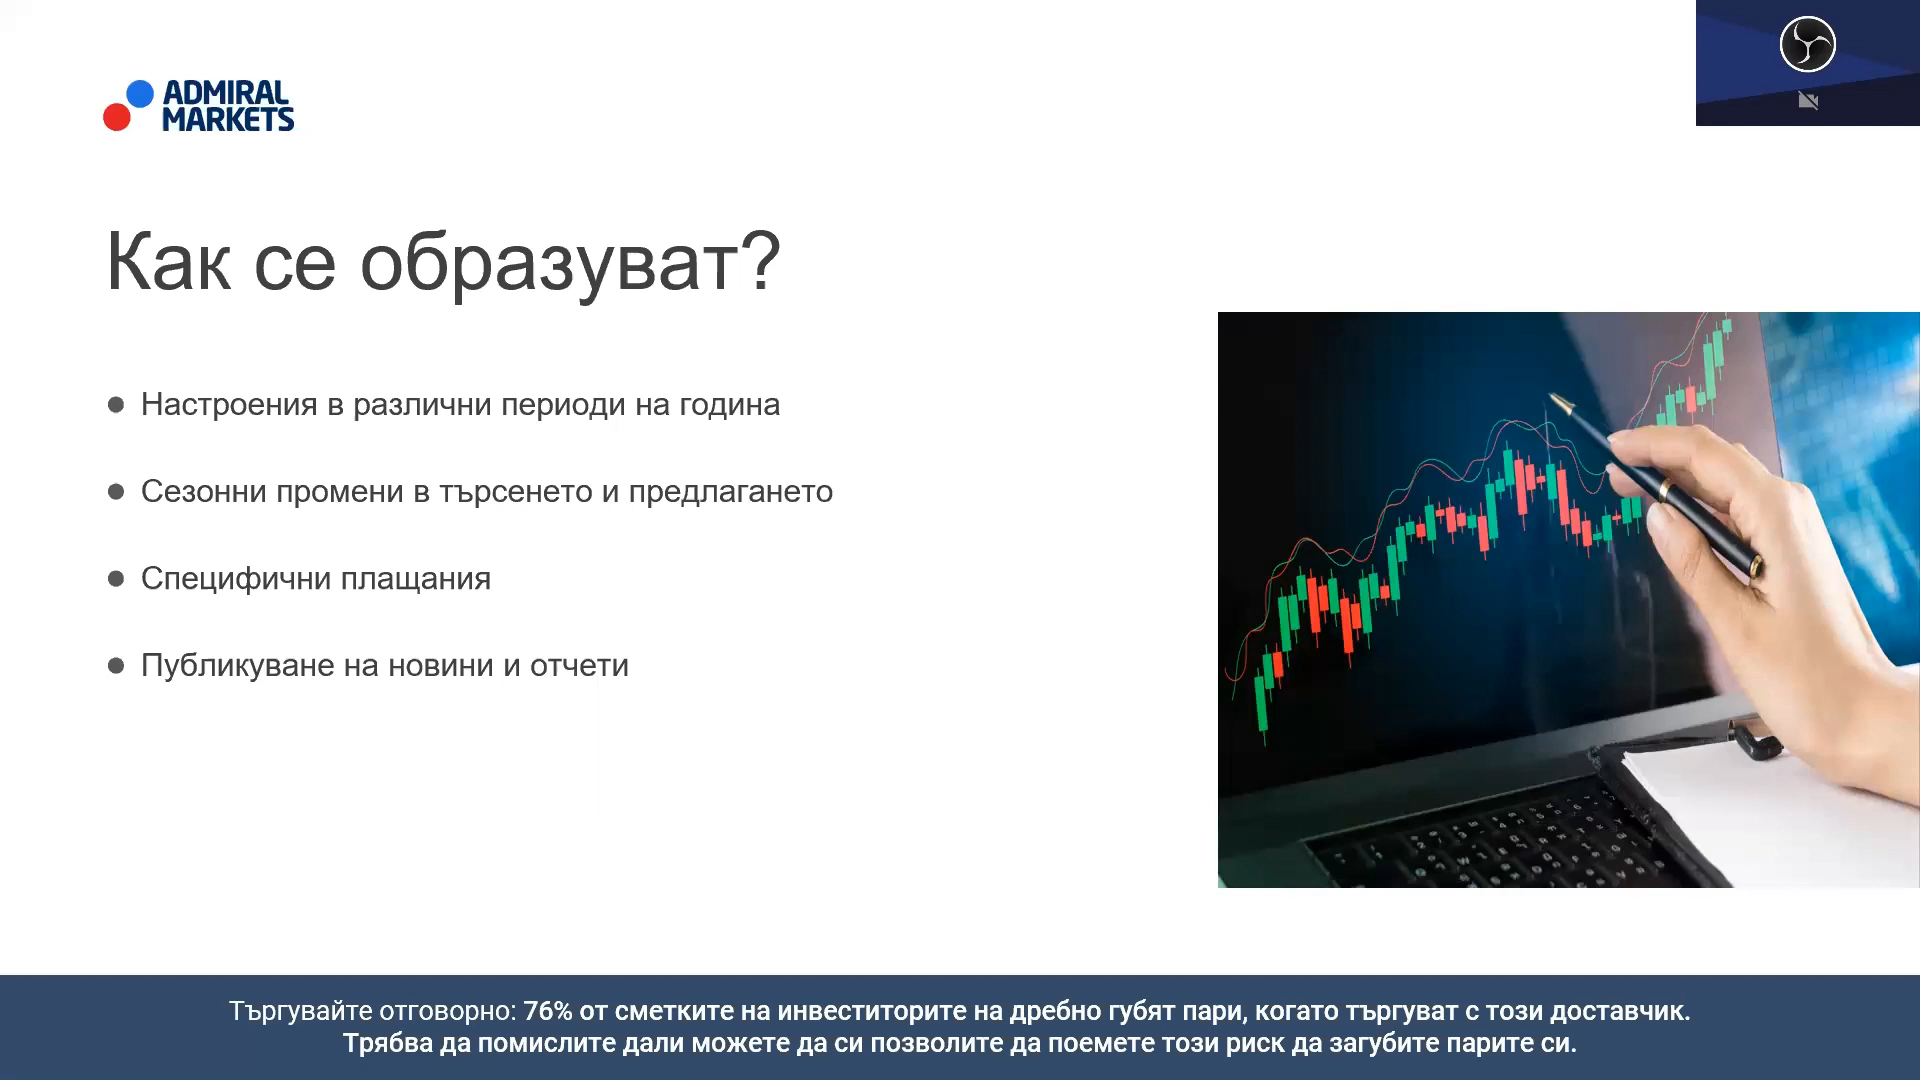 ADMIRAL
MARKETS
Как се образуват?
Настроения в различни периоди на година
Сезонни промени в търсенето и предлагането
Специфични плащания
Публикуване на новини и отчети
Търгувайте отговорно: 76% от сметките на инвеститорите на дребно губят пари, когато търгуват с този доставчик.
Трябва да помислите дали можете да си позволите да поемете този риск да загубите парите си.